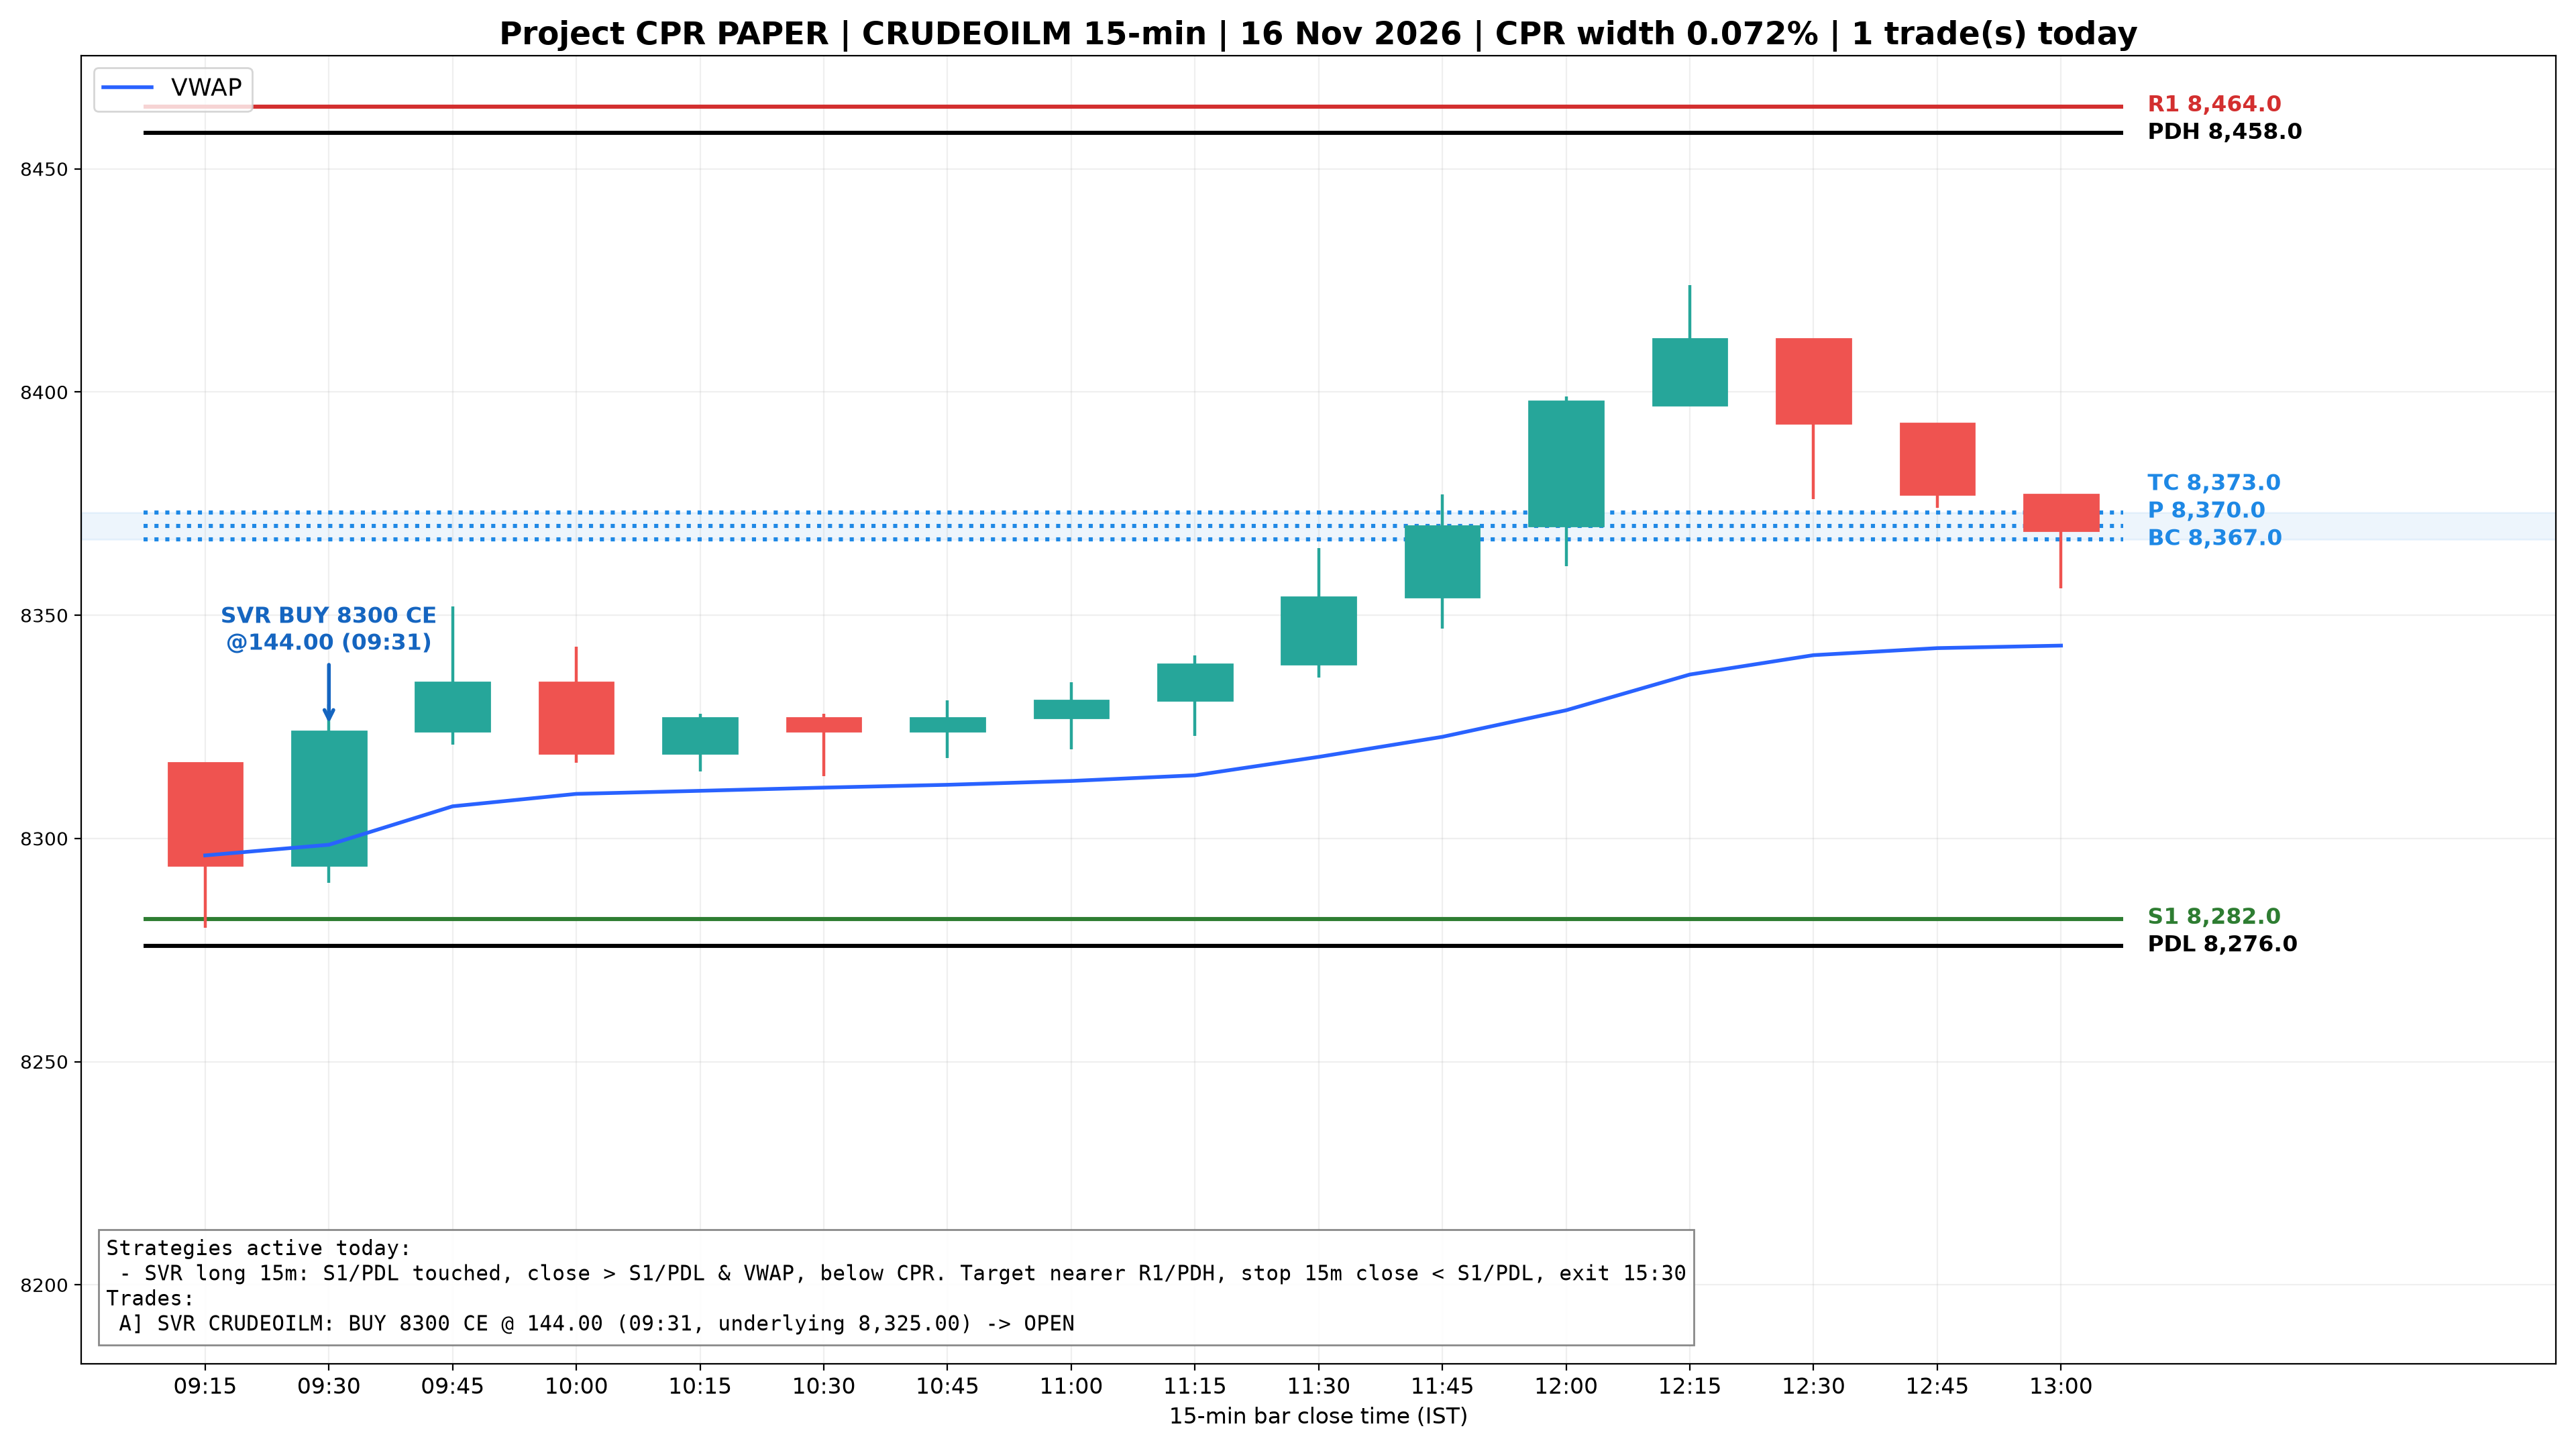 Project CPR PAPER | CRUDEOILM 15-min | 16 Nov 2026 | CPR width 0.072% | 1 trade(s) today
VWAP
R1 8,464.0
PDH 8,458.0
8450
8400
TC 8,373.0
P 8,370.0
BC 8,367.0
8350
SVR BUY 8300 CE
@144.00 (09:31)
8300
S1 8,282.0
PDL 8,276.0
8250
8200
Strategies active today:
- SVR long 15m: S1/PDL touched, close > S1/PDL & VWAP, below CPR. Target nearer R1/PDH, stop 15m close < S1/PDL, exit 15:30
Trades:
A] SVR CRUDEOILM: BUY 8300 CE @ 144.00 (09:31, underlying 8,325.00) -> OPEN
09:15 09:30 09:45 10:00 10:15 10:30 10:45 11:00 11:15 11:30 11:45 12:00 12:15 12:30 12:45 13:00
15-min bar close time (IST)